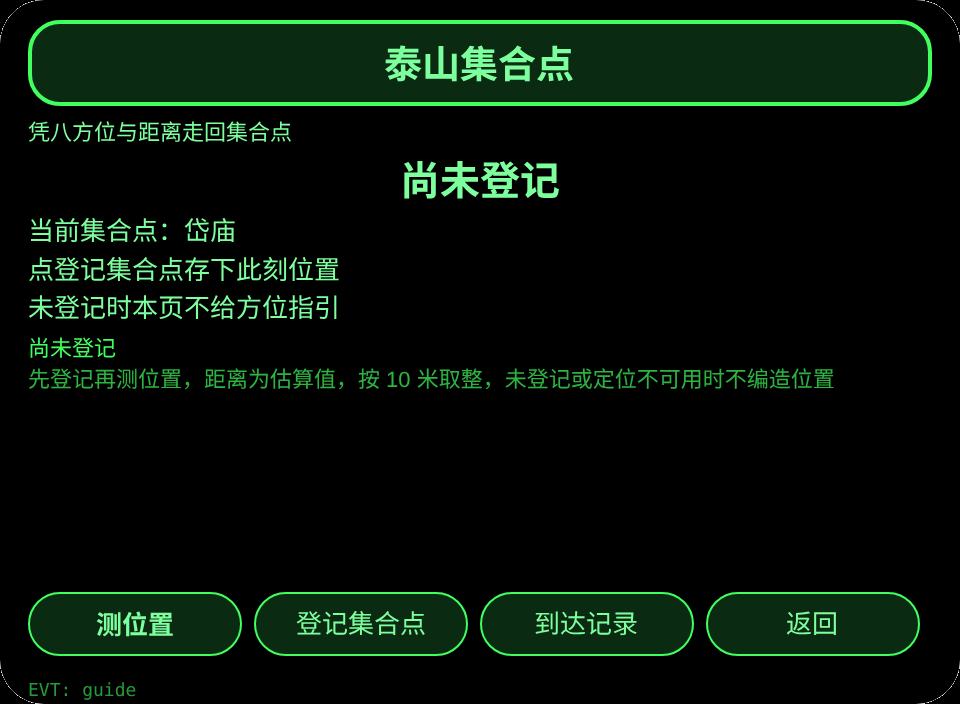 泰山集合点
凭八方位与距离走回集合点
尚未登记
当前集合点：岱庙
点登记集合点存下此刻位置
未登记时本页不给方位指引
尚未登记
先登记再测位置，距离为估算值，按 10 米取整，未登记或定位不可用时不编造位置
测位置
登记集合点
到达记录
返回
EVT: guide